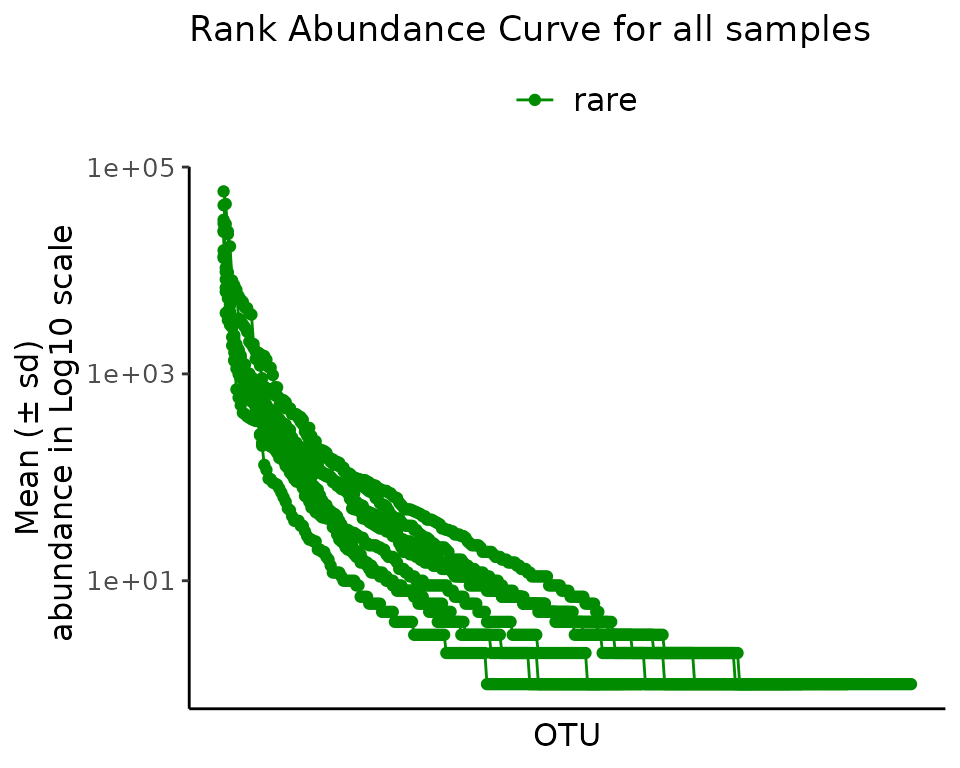 Rank Abundance Curve for all samples
rare
1e+05
1e+03
1e+01
Mean (± sd)
abundance in Log10 scale
OTU